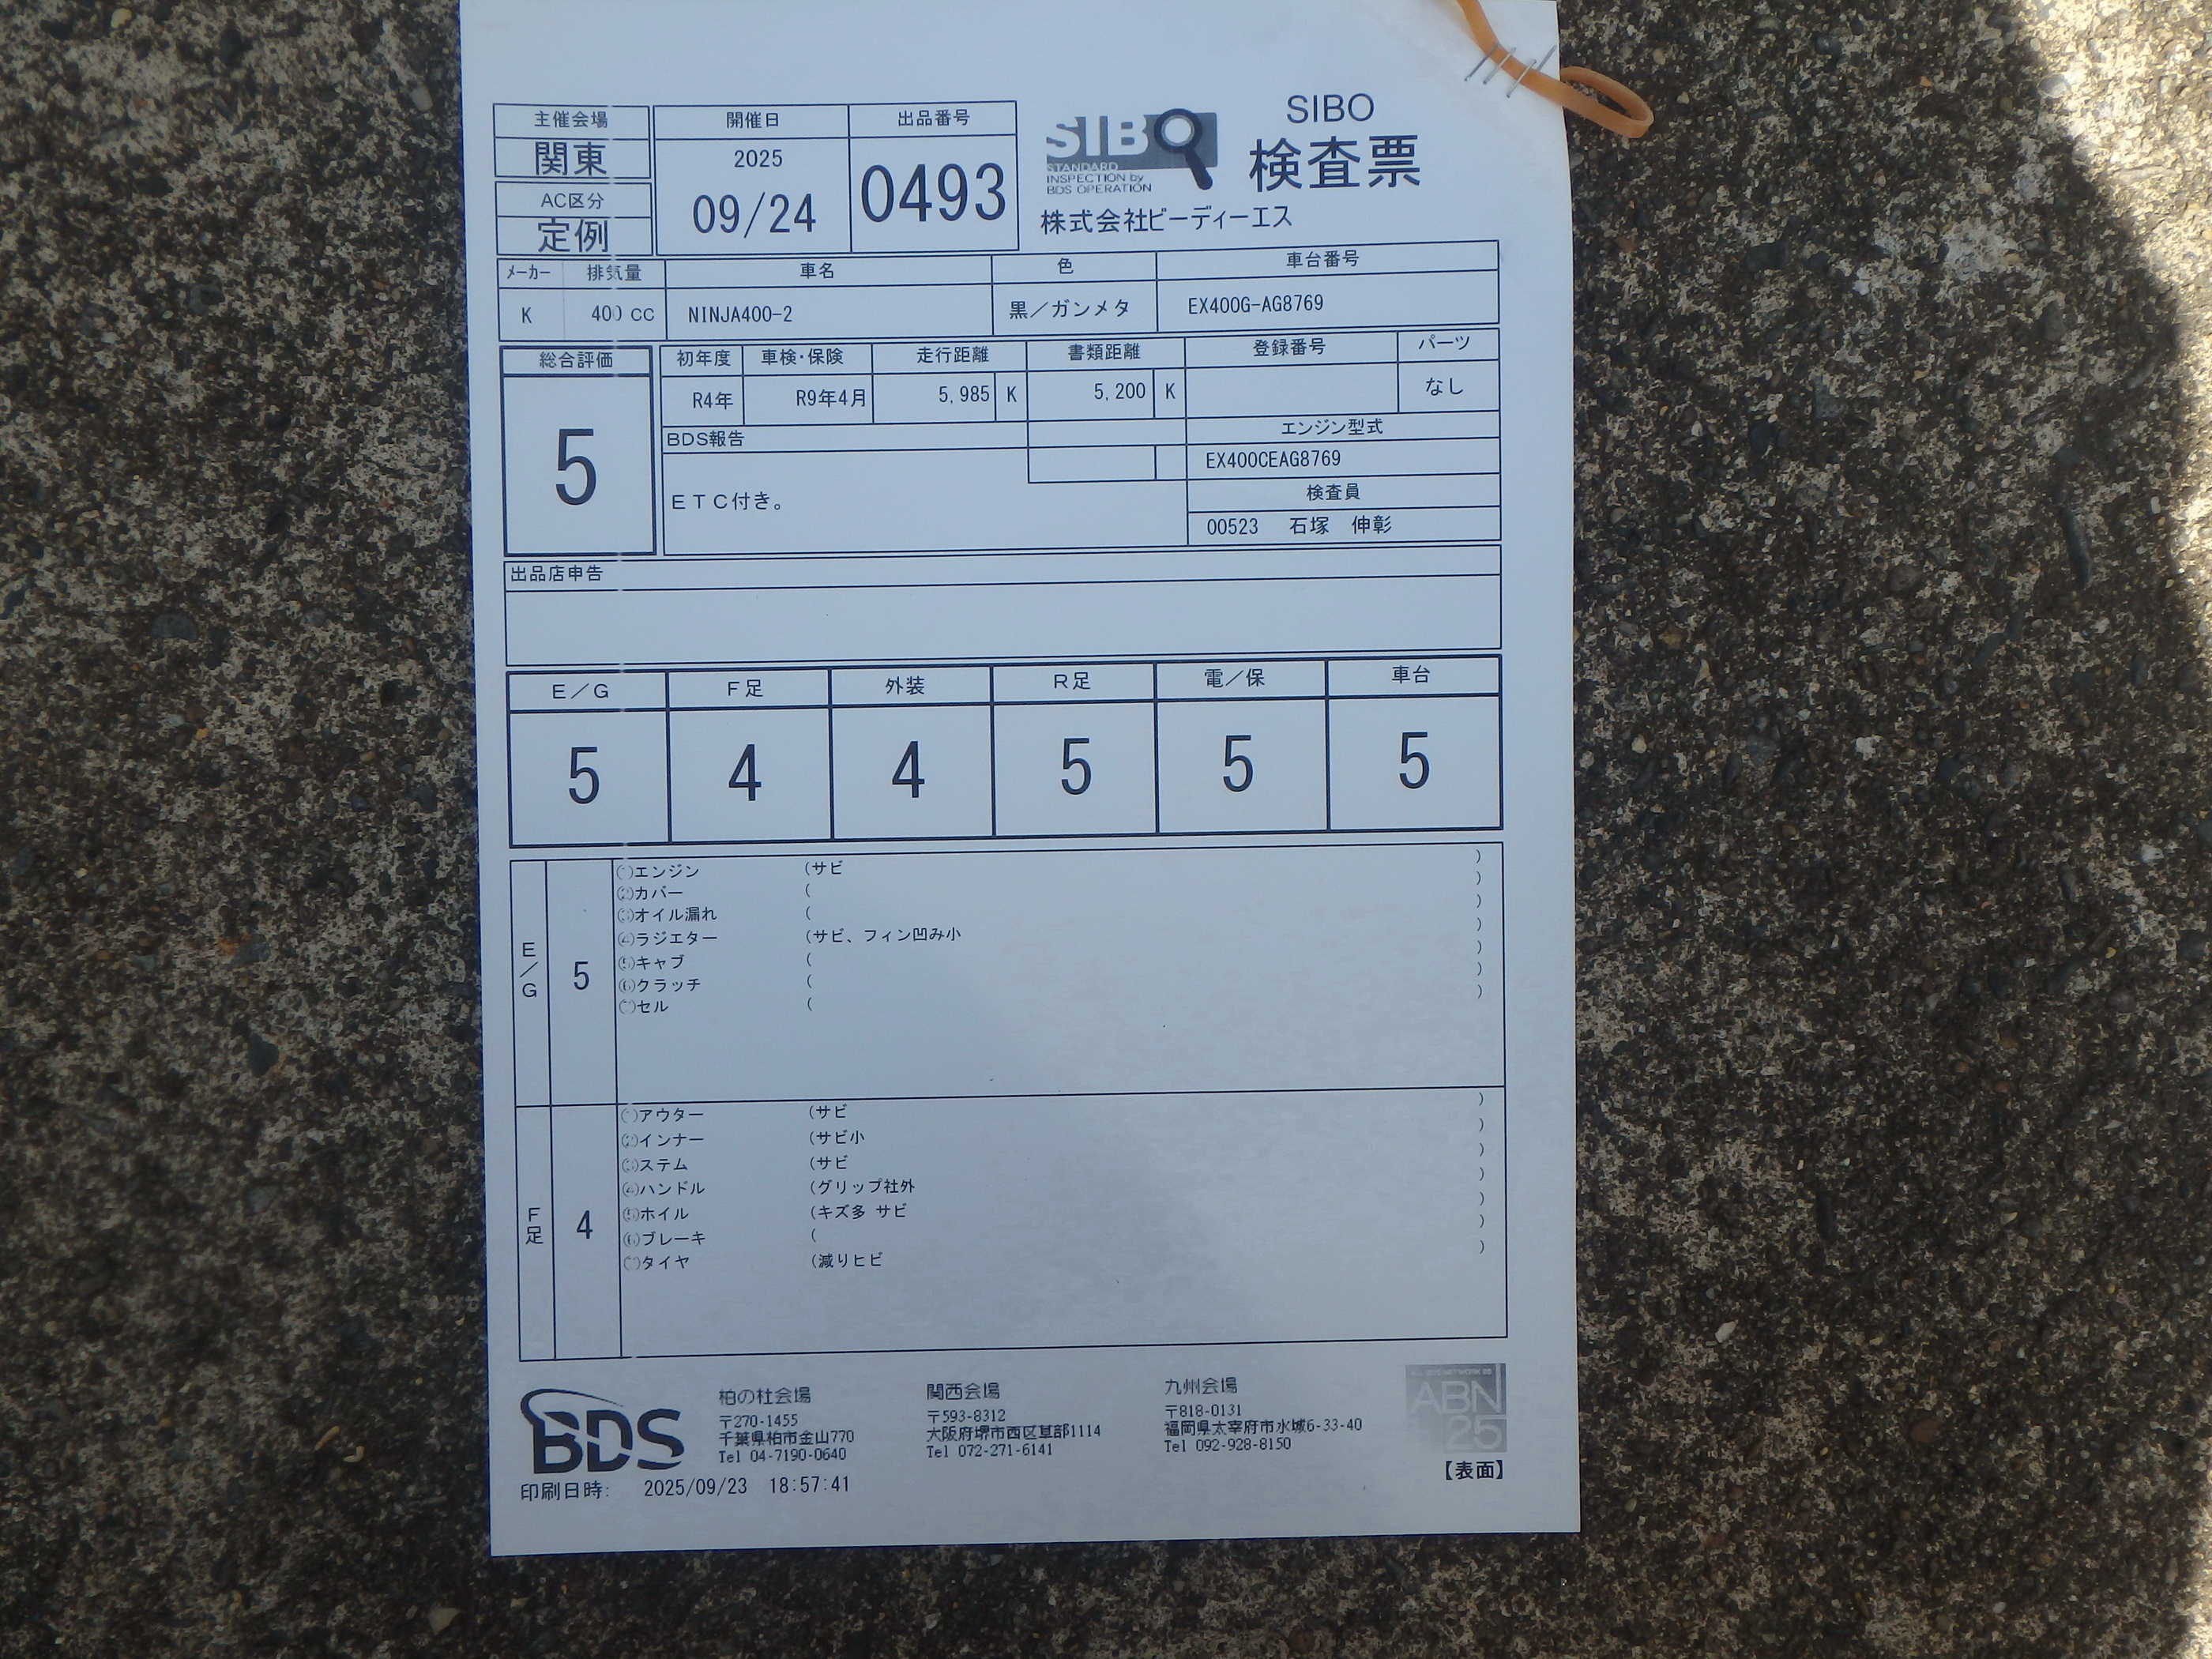 主催会場 開催日 出品番号
関東 2025 09/24 0493
AC区分
定例
SIBO
STANDARD
INSPECTION by
BDS OPERATION
SIBO
検査票
株式会社ビーディーエス
メーカー 排気量 車名 色 車台番号
K 400 CC NINJA400-2 黒／ガンメタ EX400G-AG8769
総合評価 初年度 車検・保険 走行距離 書類距離 登録番号 パーツ
5 R4年 R9年4月 5,985 K 5,200 K なし
BDS報告 エンジン型式
EX400CEAG8769
ＥＴＣ付き。 検査員
00523 石塚 伸彰
出品店申告
Ｅ／Ｇ Ｆ足 外装 Ｒ足 電／保 車台
5 4 4 5 5 5
Ｅ／Ｇ 5
①エンジン (サビ )
②カバー ( )
③オイル漏れ ( )
④ラジエター (サビ、フィン凹み小 )
⑤キャブ ( )
⑥クラッチ ( )
⑦セル ( )
Ｆ足 4
①アウター (サビ )
②インナー (サビ小 )
③ステム (サビ )
④ハンドル (グリップ社外 )
⑤ホイル (キズ多 サビ )
⑥ブレーキ ( )
⑦タイヤ (減りヒビ )
BDS
柏の杜会場
〒270-1455
千葉県柏市金山770
Tel 04-7190-0640
関西会場
〒593-8312
大阪府堺市西区草部1114
Tel 072-271-6141
九州会場
〒818-0131
福岡県太宰府市水城6-33-40
Tel 092-928-8150
ABN
25
【表面】
印刷日時: 2025/09/23 18:57:41